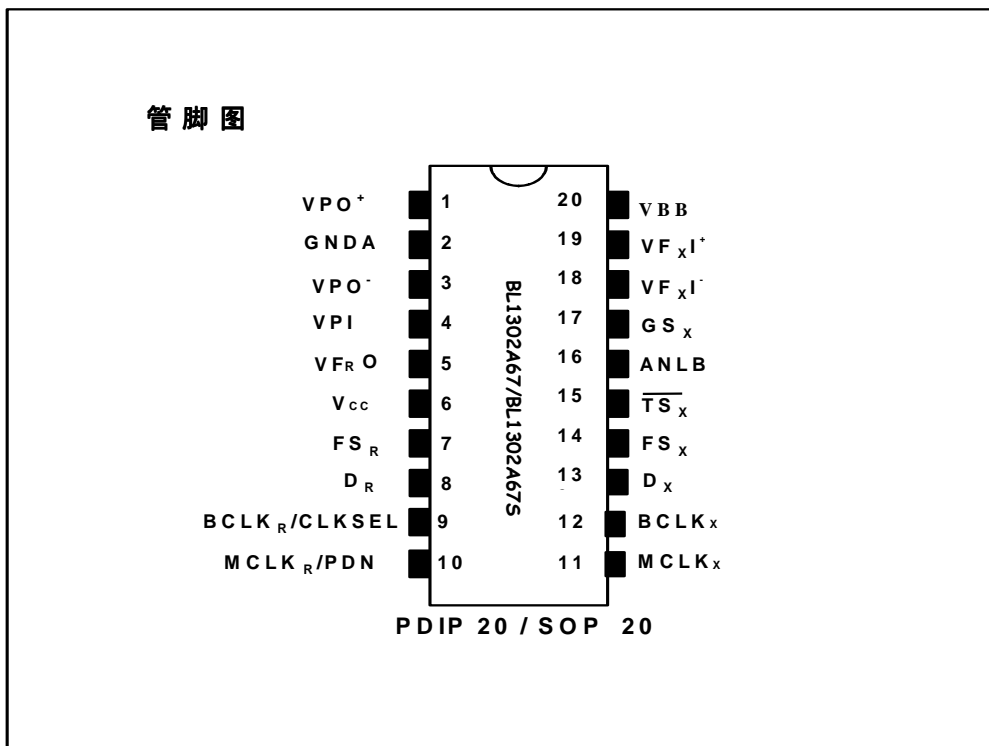 管脚图
VPO⁺ 1 20 VBB
GNDA 2 19 VFₓI⁺
VPO⁻ 3 18 VFₓI⁻
VPI 4 17 GSₓ
VFRO 5 16 ANLB
Vcc 6 15 TSₓ
FSR 7 14 FSₓ
DR 8 13 Dₓ
BCLKR/CLKSEL 9 12 BCLKₓ
MCLKR/PDN 10 11 MCLKₓ
BL1302A67/BL1302A67S
PDIP 20 / SOP 20